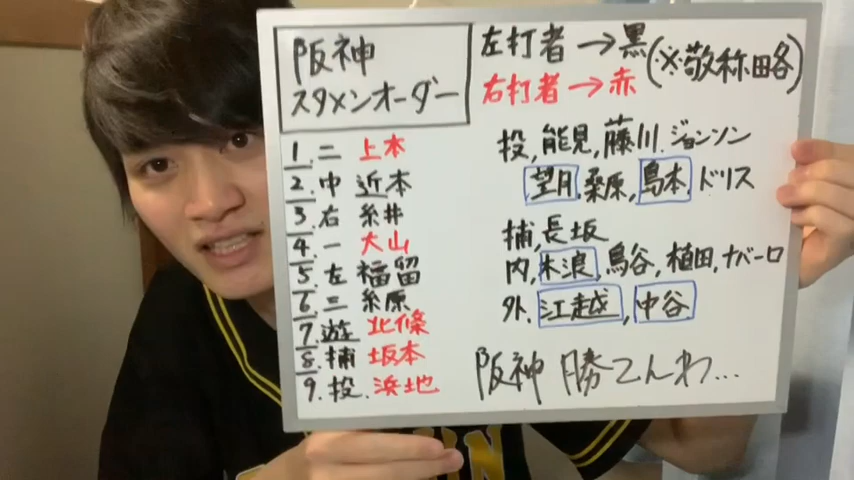 阪神
スタメンオーダー
左打者→黒
右打者→赤
(※敬称略)
1. 二 上本
2. 中 近本
3. 右 糸井
4. 一 大山
5. 左 福留
6. 三 糸原
7. 遊 北條
8. 捕 坂本
9. 投. 浜地
投, 能見, 藤川. ジョンソン
望月, 桑原, 島本, ドリス
捕, 長坂
内, 木浪, 鳥谷, 植田, ナバーロ
外. 江越, 中谷
阪神 勝てんわ…